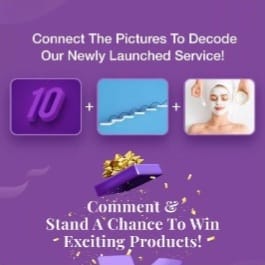 Connect The Pictures To Decode
Our Newly Launched Service!
10
+
+
Comment &
Stand A Chance To Win
Exciting Products!